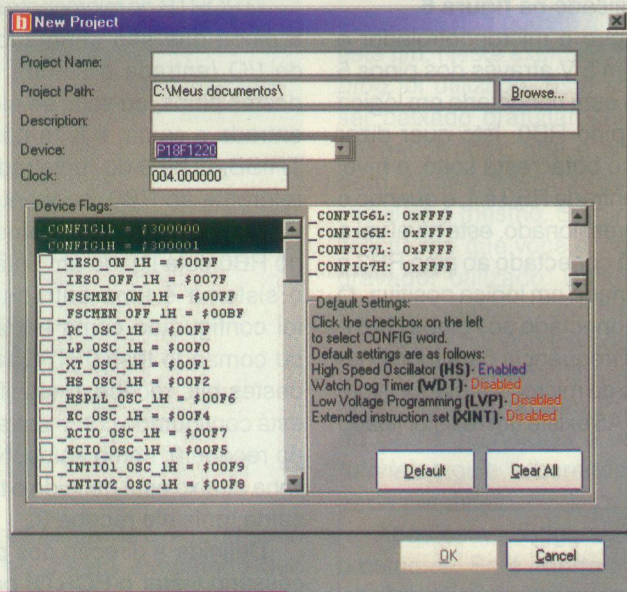 New Project
Project Name:
Project Path: C:\Meus documentos\ Browse...
Description:
Device: P18F1220
Clock: 004.000000
Device Flags:
_CONFIG1L = $300000
_CONFIG1H = $300001
_IESO_ON_1H = $00FF
_IESO_OFF_1H = $007F
_FSCMEN_ON_1H = $00FF
_FSCMEN_OFF_1H = $00BF
_RC_OSC_1H = $00FF
_LP_OSC_1H = $00F0
_XT_OSC_1H = $00F1
_HS_OSC_1H = $00F2
_HSPLL_OSC_1H = $00F6
_EC_OSC_1H = $00F4
_RCIO_OSC_1H = $00F7
_ECIO_OSC_1H = $00F5
_INTIO1_OSC_1H = $00F9
_INTIO2_OSC_1H = $00F8
_CONFIG6L: 0xFFFF
_CONFIG6H: 0xFFFF
_CONFIG7L: 0xFFFF
_CONFIG7H: 0xFFFF
Default Settings:
Click the checkbox on the left
to select CONFIG word.
Default settings are as follows:
High Speed Oscillator (HS)- Enabled
Watch Dog Timer (WDT)- Disabled
Low Voltage Programming (LVP)- Disabled
Extended instruction set (XINT)- Disabled
Default Clear All
OK Cancel